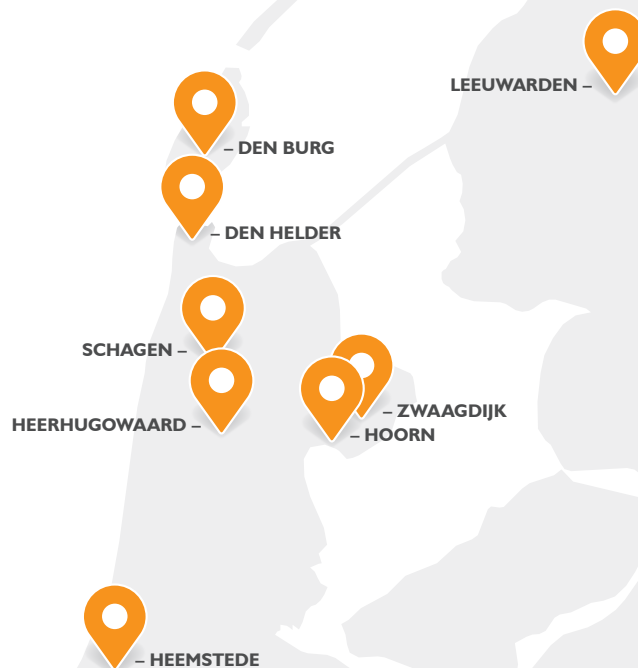 LEEUWARDEN –
– DEN BURG
– DEN HELDER
SCHAGEN –
– ZWAAGDIJK
HEERHUGOWAARD –
– HOORN
– HEEMSTEDE